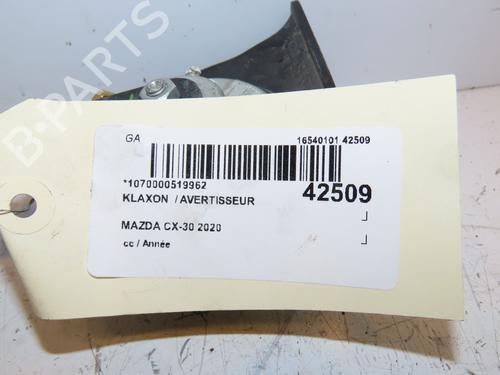 B-PARTS
GA 16540101 42509
*1070000519962
KLAXON / AVERTISSEUR 42509
MAZDA CX-30 2020
cc / Année